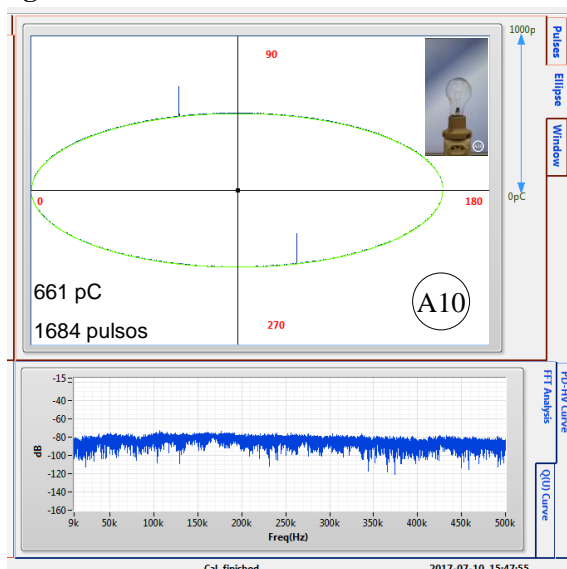 1000p
Pulses
90
Ellipse
Window
0
180
0pC
661 pC
A10
1684 pulsos
270
-15
-40
-60
-80
-100
-120
-140
-160
dB
9k 50k 100k 150k 200k 250k 300k 350k 400k 450k 500k
Freq(Hz)
FFT Analysis
PD-HV Curve
Q(U) Curve
Cal. finished
2017-07-10 15:47:55